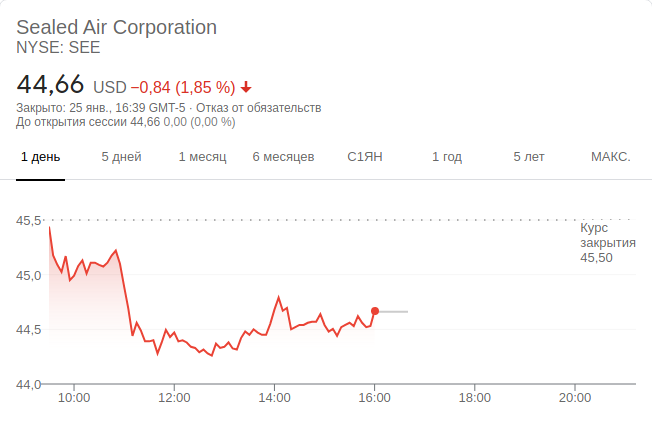 Sealed Air Corporation
NYSE: SEE
44,66 USD −0,84 (1,85 %)
Закрыто: 25 янв., 16:39 GMT-5 · Отказ от обязательств
До открытия сессии 44,66 0,00 (0,00 %)
1 день 5 дней 1 месяц 6 месяцев С1ЯН 1 год 5 лет МАКС.
45,5
Курс
закрытия
45,50
45,0
44,5
44,0
10:00 12:00 14:00 16:00 18:00 20:00